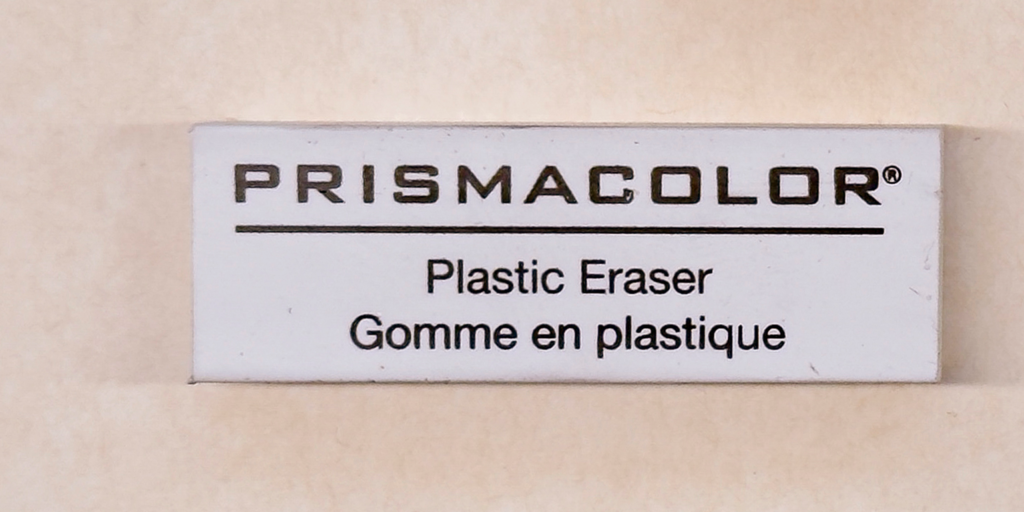 PRISMACOLOR®
Plastic Eraser
Gomme en plastique